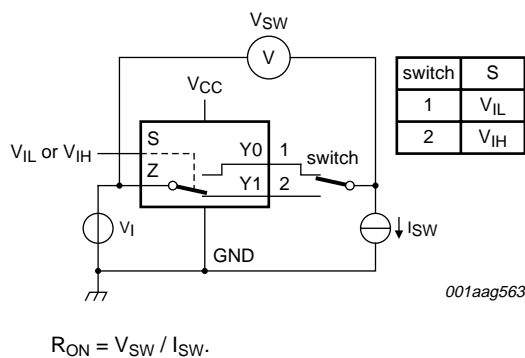 VSW
V
VCC
switch S
1 VIL
2 VIH
S
VIL or VIH
Y0 1 switch
Z
Y1 2
VI
ISW
GND
001aag563
RON = VSW / ISW.